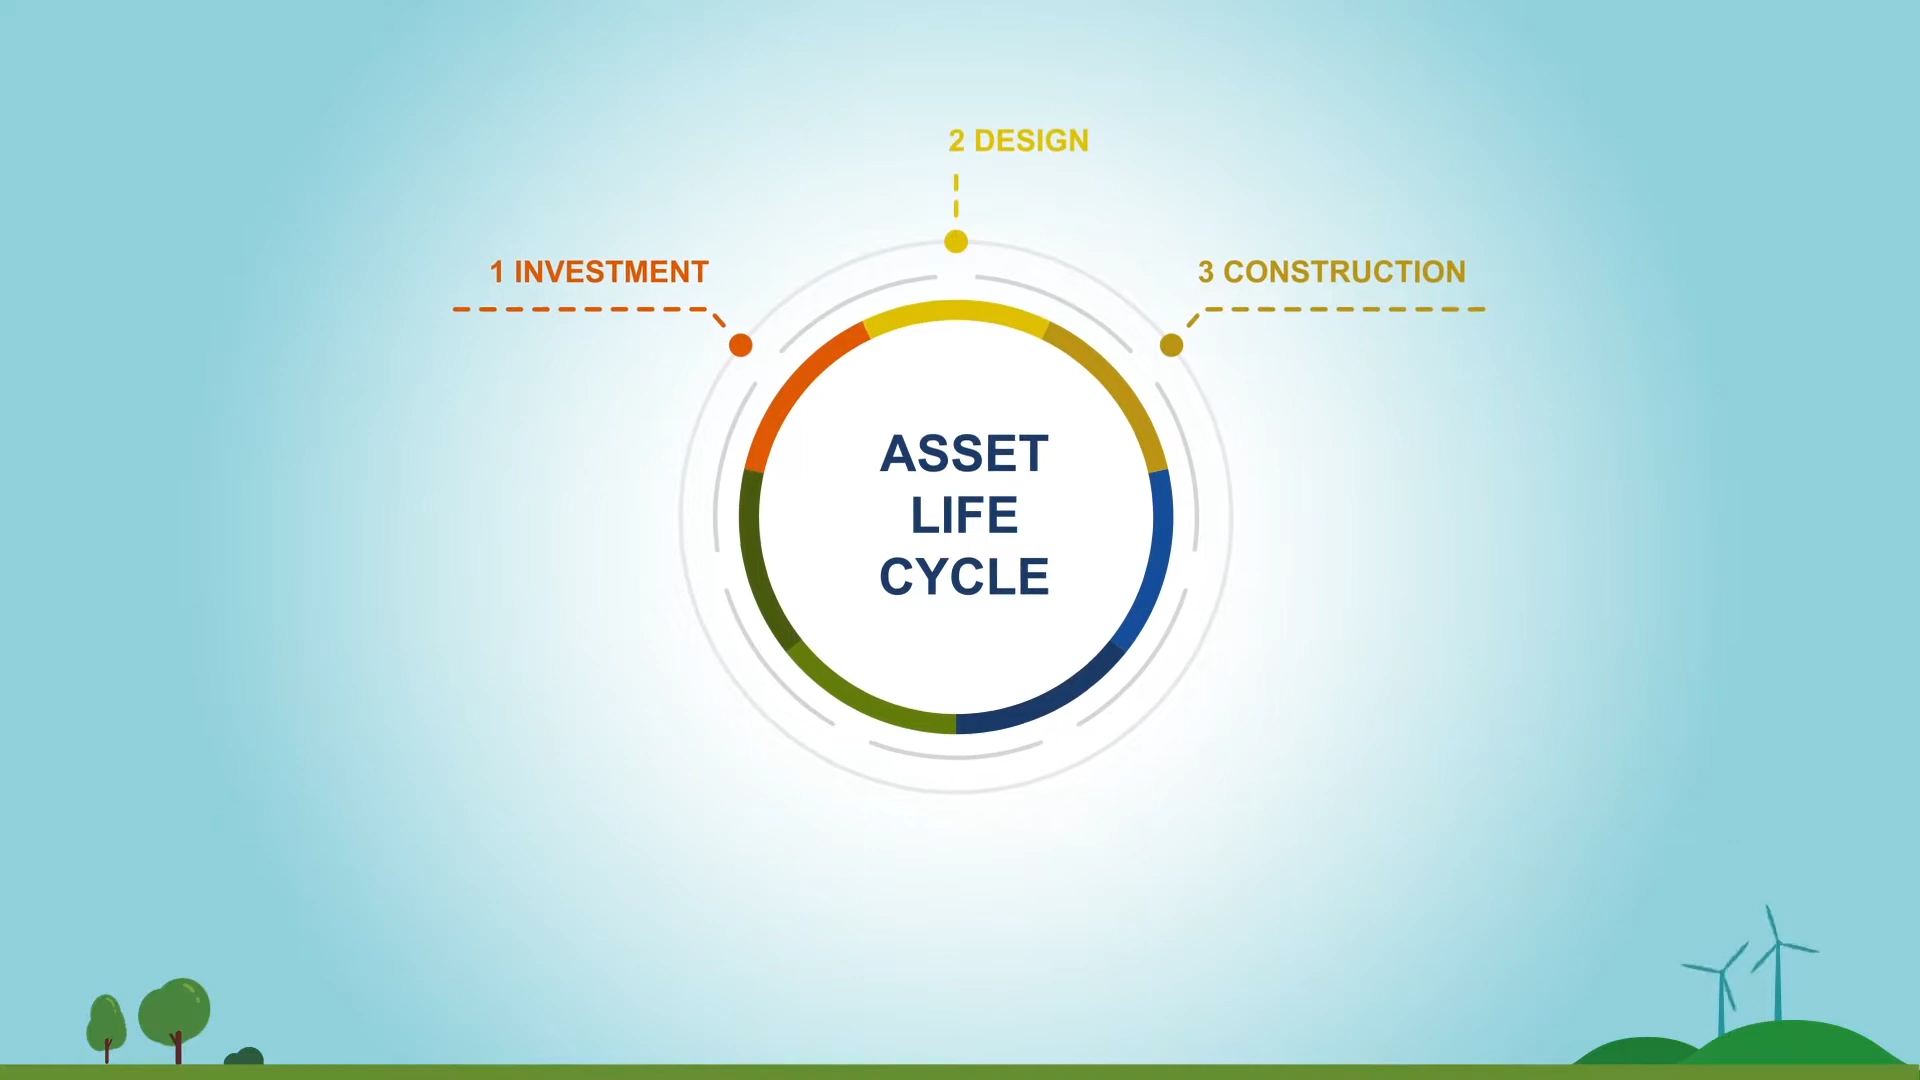 2 DESIGN
1 INVESTMENT
3 CONSTRUCTION
ASSET
LIFE
CYCLE